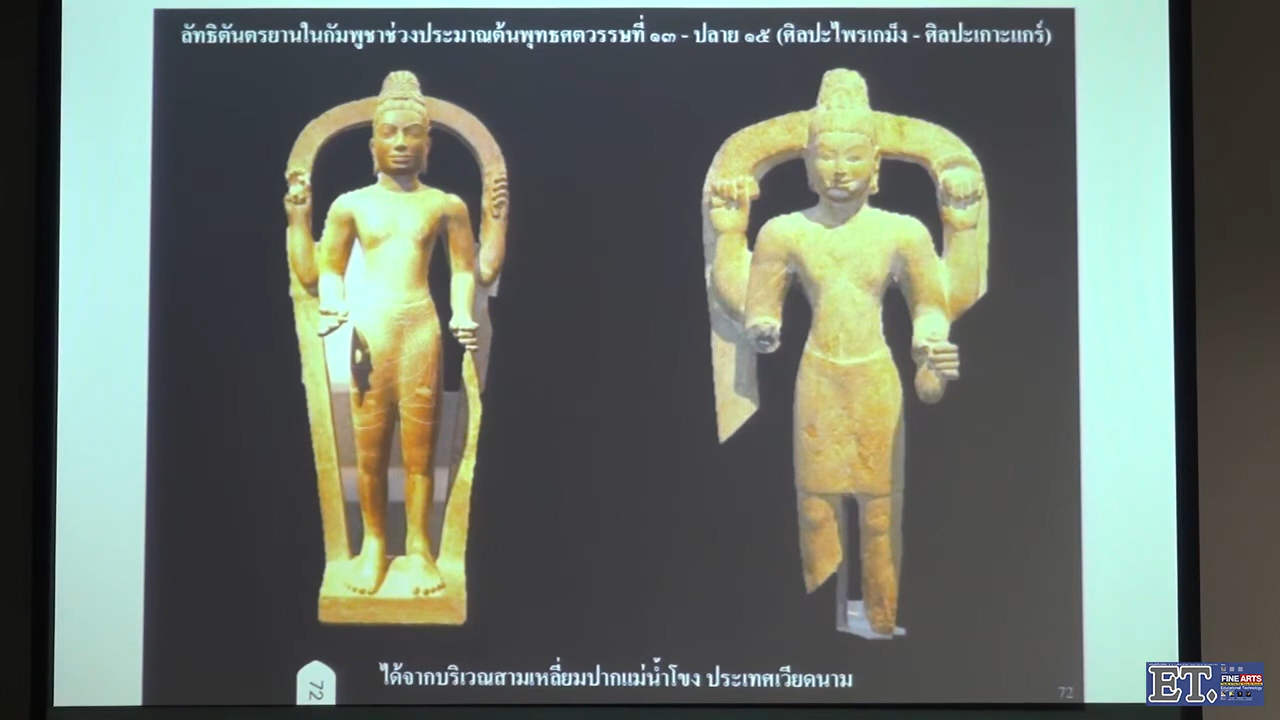 ลัทธิตันตรยานในกัมพูชาช่วงประมาณต้นพุทธศตวรรษที่ ๑๓ - ปลาย ๑๕ (ศิลปะไพรเกม็ง - ศิลปะเกาะแกร์)
ได้จากบริเวณสามเหลี่ยมปากแม่น้ำโขง ประเทศเวียดนาม
72
72
ET.
FINE ARTS
Educational Technology